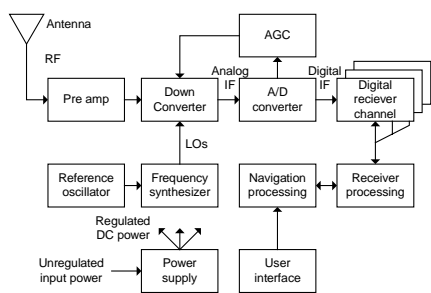 Antenna
AGC
RF
Analog
IF
Digital
IF
Pre amp
Down
Converter
A/D
converter
Digital
reciever
channel
LOs
Reference
oscillator
Frequency
synthesizer
Navigation
processing
Receiver
processing
Regulated
DC power
Unregulated
input power
Power
supply
User
interface